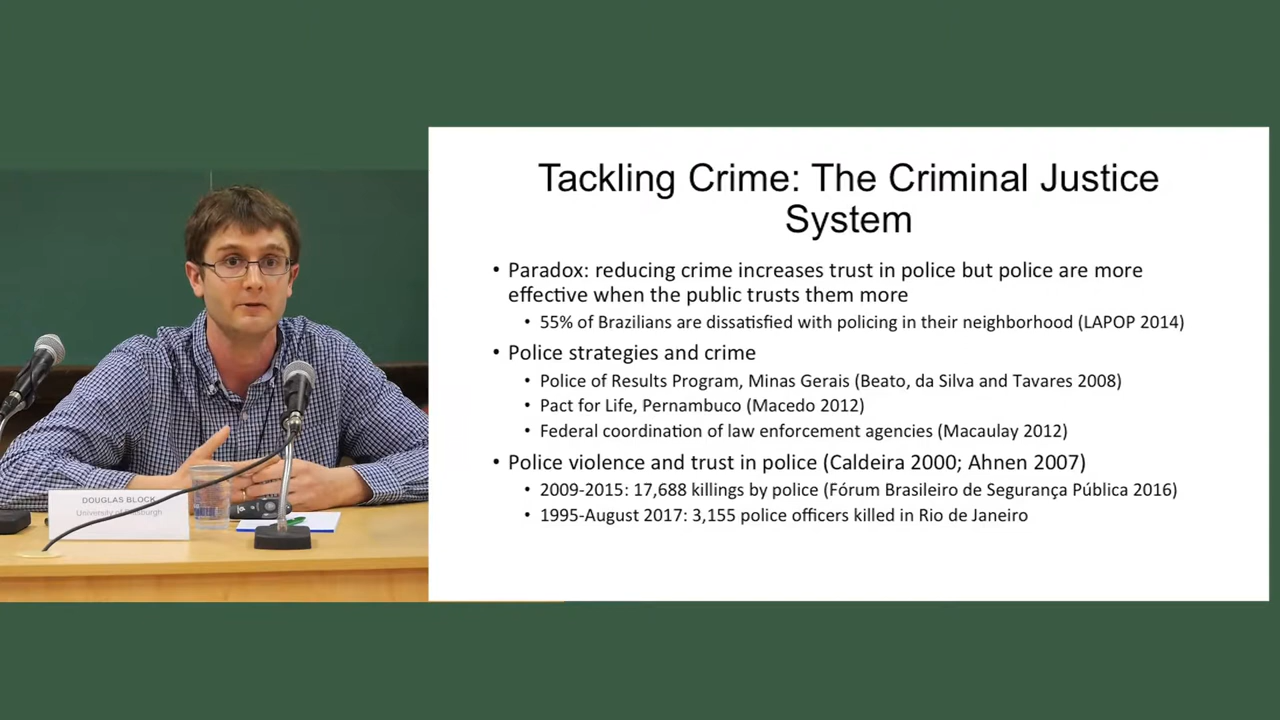 Tackling Crime: The Criminal Justice
System
• Paradox: reducing crime increases trust in police but police are more
effective when the public trusts them more
• 55% of Brazilians are dissatisfied with policing in their neighborhood (LAPOP 2014)
• Police strategies and crime
• Police of Results Program, Minas Gerais (Beato, da Silva and Tavares 2008)
• Pact for Life, Pernambuco (Macedo 2012)
• Federal coordination of law enforcement agencies (Macaulay 2012)
• Police violence and trust in police (Caldeira 2000; Ahnen 2007)
• 2009-2015: 17,688 killings by police (Fórum Brasileiro de Segurança Pública 2016)
• 1995-August 2017: 3,155 police officers killed in Rio de Janeiro
DOUGLAS BLOCK
University of